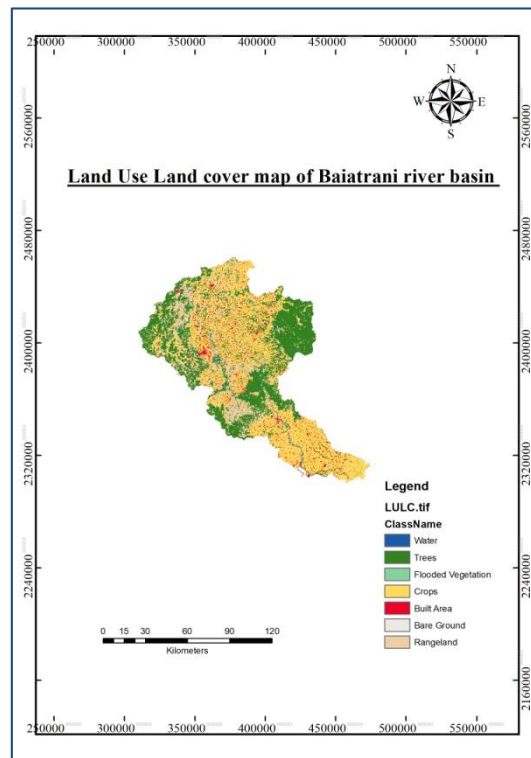 250000 300000 350000 400000 450000 500000 550000
N
W E
S
Land Use Land cover map of Baiatrani river basin
2560000
2480000
2400000
2320000
2240000
2160000
2560000
2480000
2400000
2320000
2240000
2160000
Legend
LULC.tif
ClassName
Water
Trees
Flooded Vegetation
Crops
Built Area
Bare Ground
Rangeland
0 15 30 60 90 120
Kilometers
250000 300000 350000 400000 450000 500000 550000